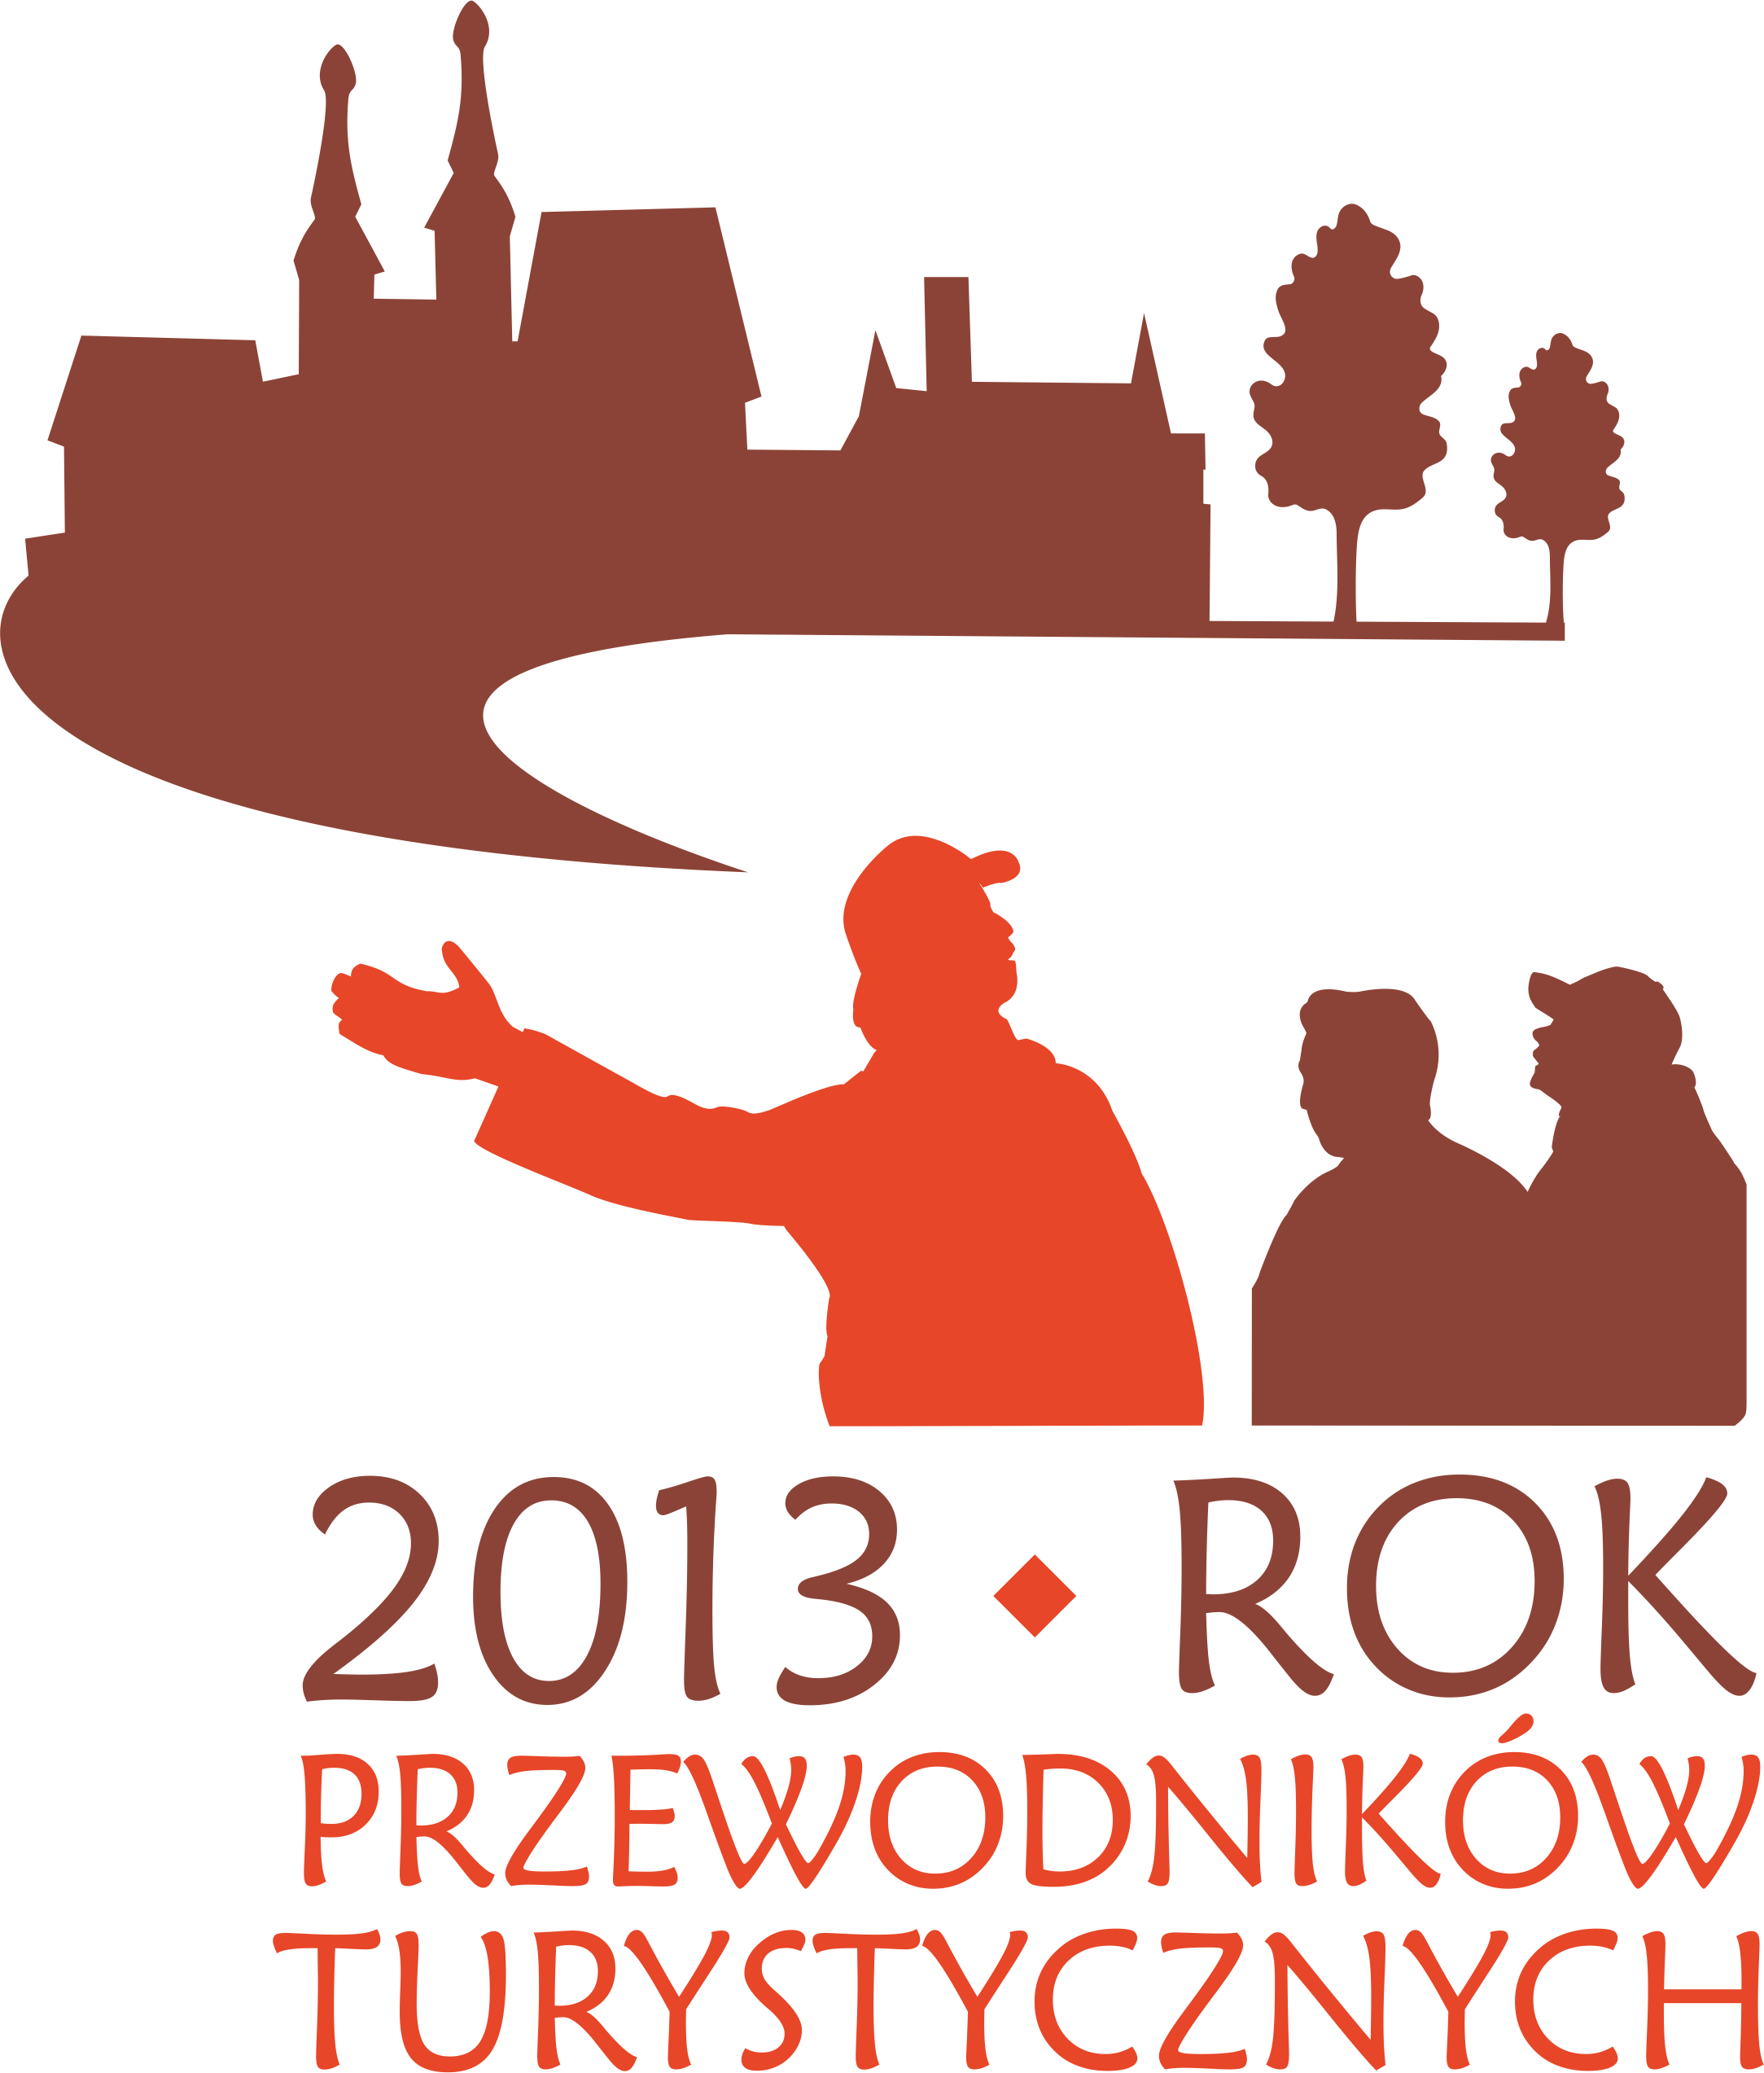 2013 ⬥ ROK
PRZEWODNIKÓW
TURYSTYCZNYCH